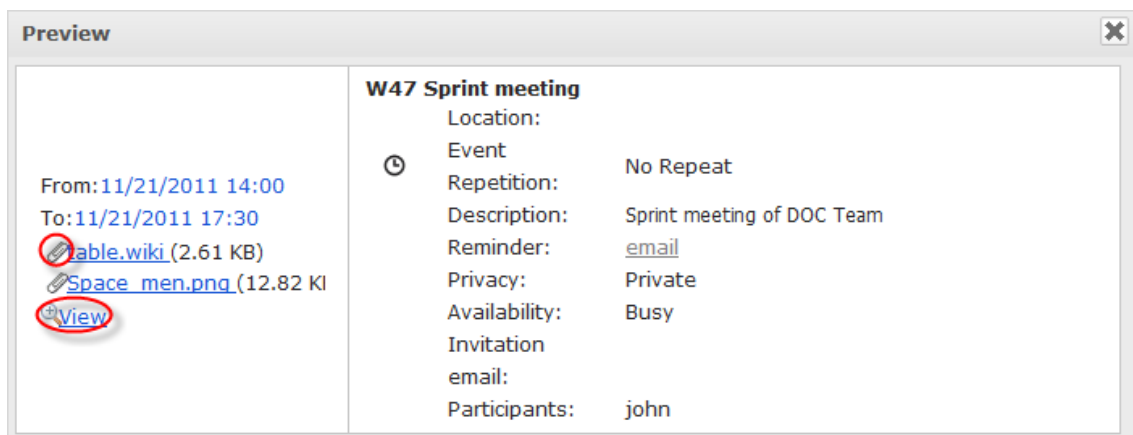 Preview
From:11/21/2011 14:00
To:11/21/2011 17:30
table.wiki (2.61 KB)
Space_men.png (12.82 KI
View
W47 Sprint meeting
Location:
Event
Repetition: No Repeat
Description: Sprint meeting of DOC Team
Reminder: email
Privacy: Private
Availability: Busy
Invitation
email:
Participants: john